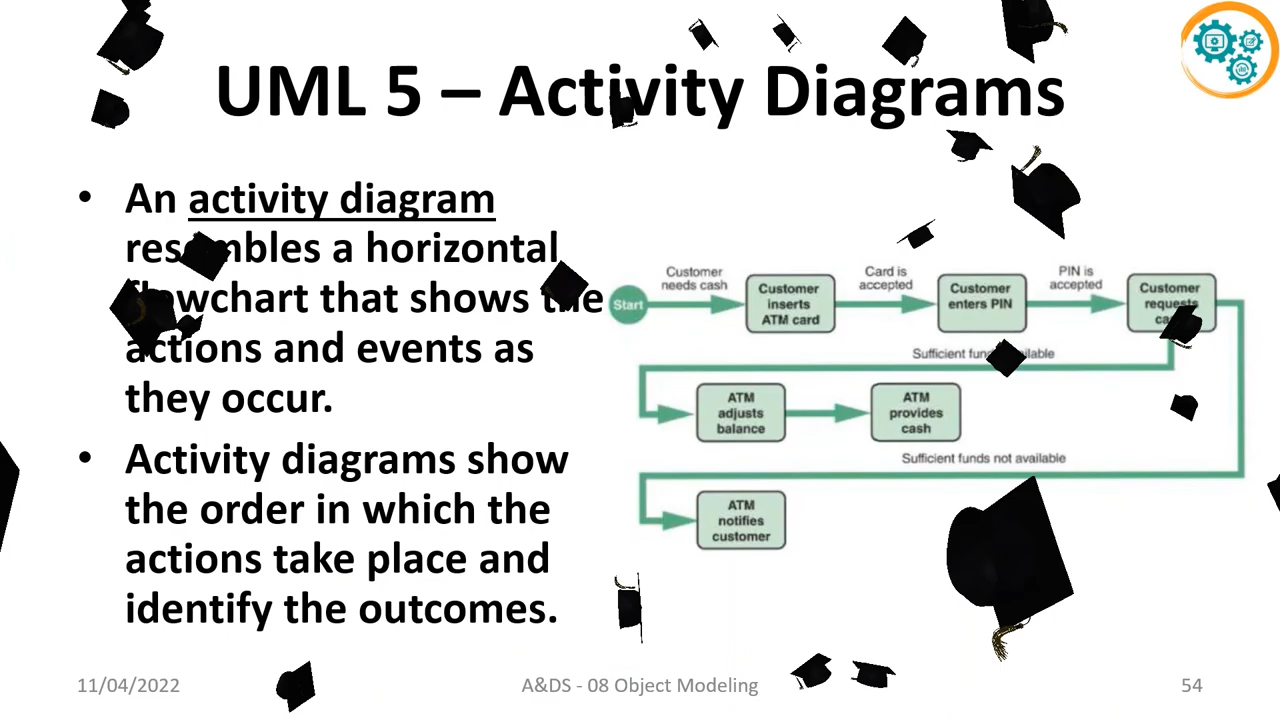 UML 5 – Activity Diagrams
• An activity diagram
resembles a horizontal
flowchart that shows the
actions and events as
they occur.
• Activity diagrams show
the order in which the
actions take place and
identify the outcomes.
Start
Customer
needs cash
Customer
inserts
ATM card
Card is
accepted
Customer
enters PIN
PIN is
accepted
Customer
requests
Sufficient funds available
ATM
adjusts
balance
ATM
provides
cash
Sufficient funds not available
ATM
notifies
customer
11/04/2022
A&DS - 08 Object Modeling
54